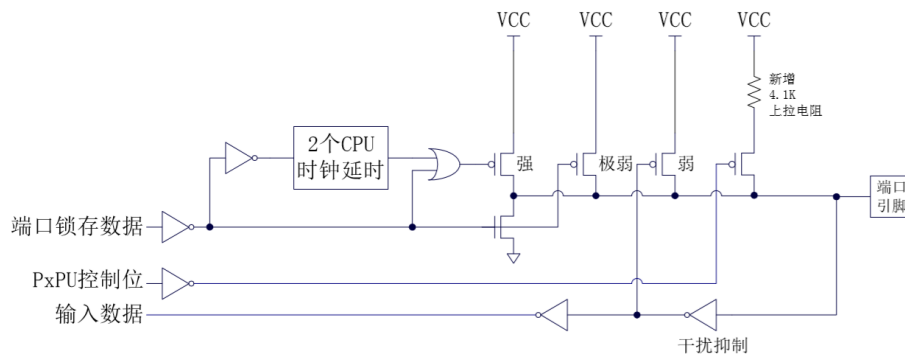 VCC
VCC
VCC
VCC
新增
4.1K
上拉电阻
2个CPU
时钟延时
强
极弱
弱
端口
引脚
端口锁存数据
PxPU控制位
输入数据
干扰抑制